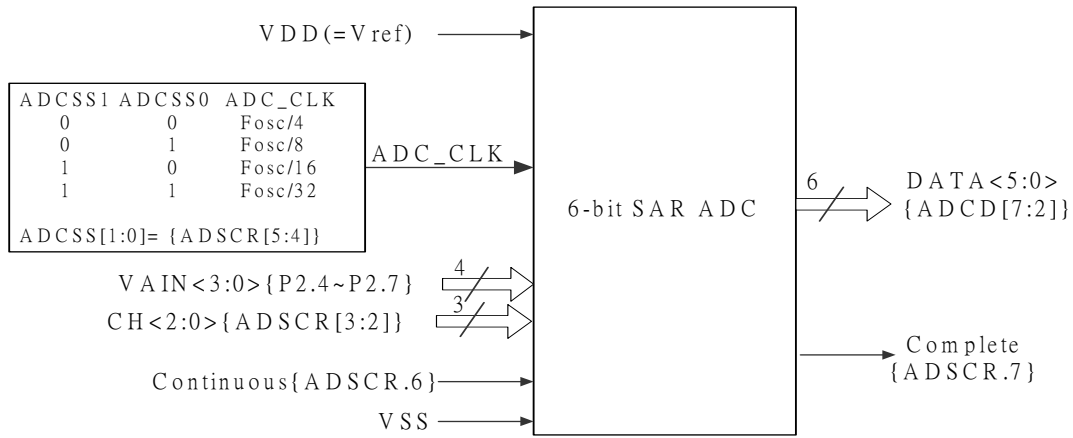 VDD(=Vref)
ADCSS1 ADCSS0 ADC_CLK
0 0 Fosc/4
0 1 Fosc/8
1 0 Fosc/16
1 1 Fosc/32
ADCSS[1:0]= {ADSCR[5:4]}
ADC_CLK
6-bit SAR ADC
6
DATA<5:0>
{ADCD[7:2]}
VAIN<3:0>{P2.4~P2.7}
4
CH<2:0>{ADSCR[3:2]}
3
Continuous{ADSCR.6}
VSS
Complete
{ADSCR.7}